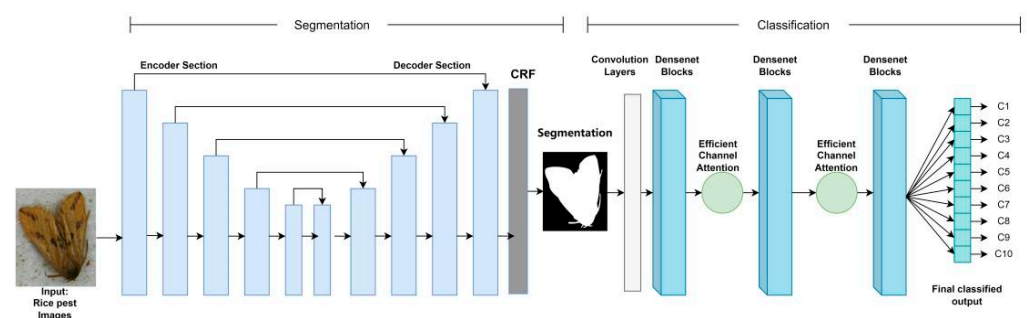 Segmentation
Classification
Encoder Section
Decoder Section
CRF
Convolution
Layers
Densenet
Blocks
Densenet
Blocks
Densenet
Blocks
Segmentation
Efficient
Channel
Attention
Efficient
Channel
Attention
C1
C2
C3
C4
C5
C6
C7
C8
C9
C10
Input:
Rice pest
Images
Final classified
output